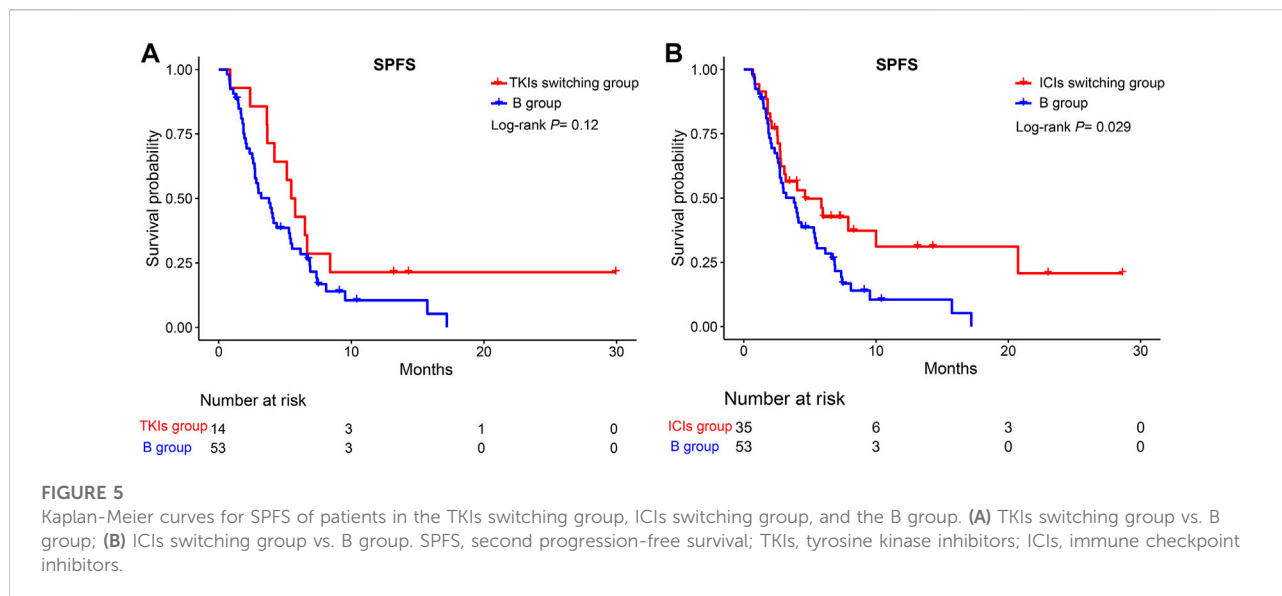 A
SPFS
TKIs switching group
B group
Log-rank P= 0.12
Survival probability
1.00
0.75
0.50
0.25
0.00
0 10 20 30
Months
Number at risk
TKIs group 14 3 1 0
B group 53 3 0 0
B
SPFS
ICIs switching group
B group
Log-rank P= 0.029
Survival probability
1.00
0.75
0.50
0.25
0.00
0 10 20 30
Months
Number at risk
ICIs group 35 6 3 0
B group 53 3 0 0
FIGURE 5
Kaplan-Meier curves for SPFS of patients in the TKIs switching group, ICIs switching group, and the B group. (A) TKIs switching group vs. B
group; (B) ICIs switching group vs. B group. SPFS, second progression-free survival; TKIs, tyrosine kinase inhibitors; ICIs, immune checkpoint
inhibitors.